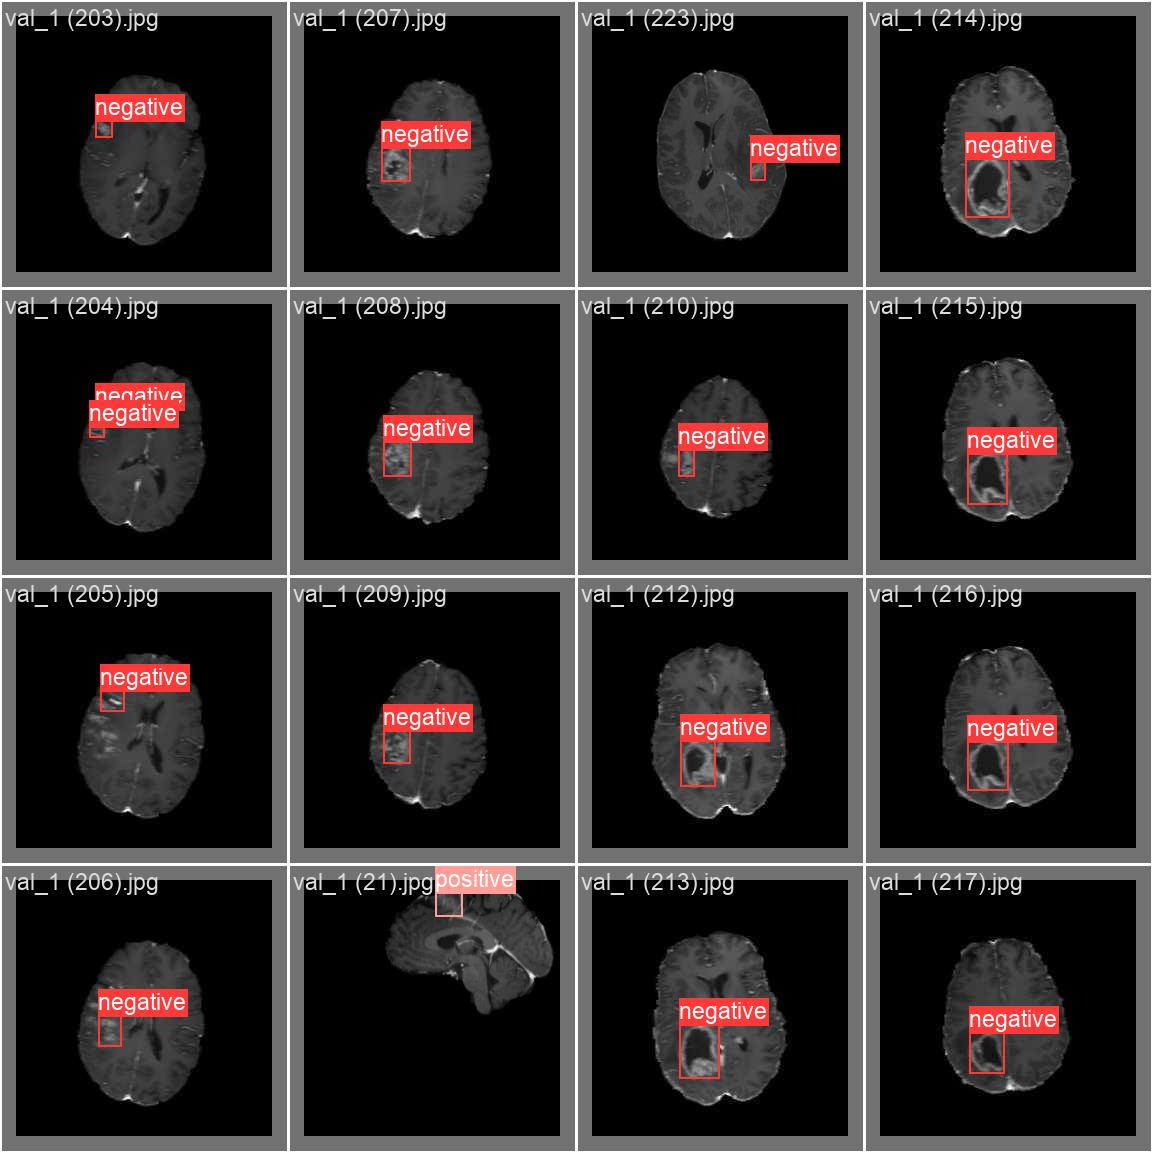 val_1 (203).jpg
negative
val_1 (207).jpg
negative
val_1 (223).jpg
negative
val_1 (214).jpg
negative
val_1 (204).jpg
negative
negative
val_1 (208).jpg
negative
val_1 (210).jpg
negative
val_1 (215).jpg
negative
val_1 (205).jpg
negative
val_1 (209).jpg
negative
val_1 (212).jpg
negative
val_1 (216).jpg
negative
val_1 (206).jpg
negative
val_1 (21).jpg
positive
val_1 (213).jpg
negative
val_1 (217).jpg
negative